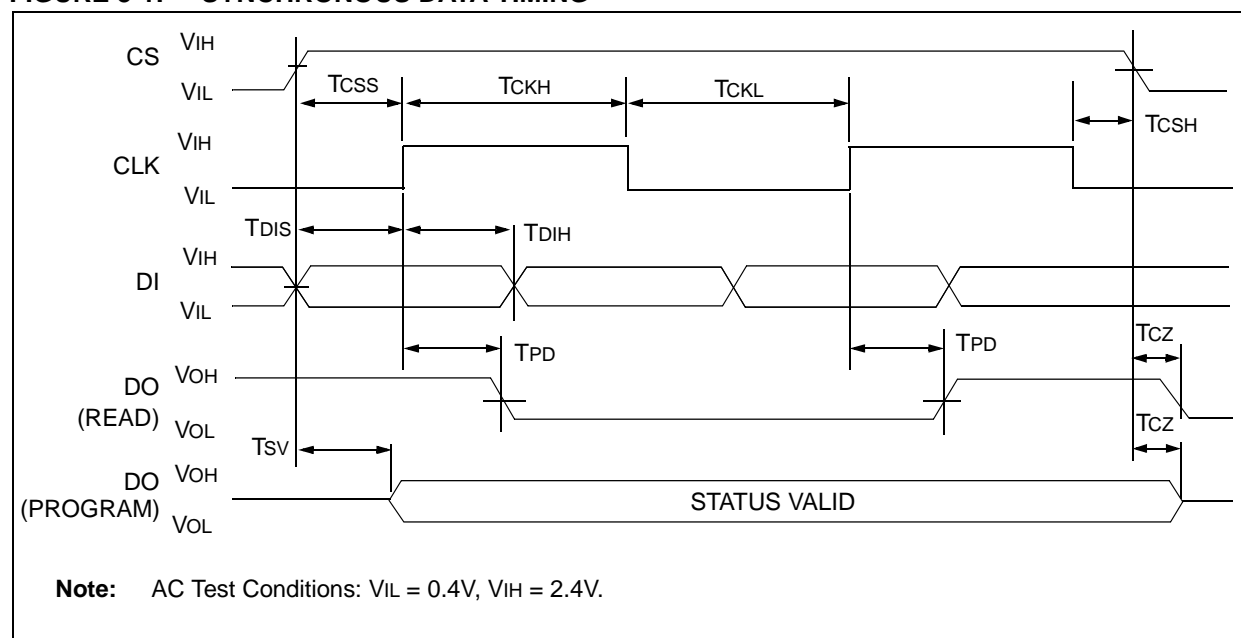 CS VIH
VIL
TCSS TCKH TCKL
TCSH
CLK VIH
VIL
TDIS TDIH
DI VIH
VIL
TPD TPD TCZ
DO (READ) VOH
VOL
TSV TCZ
DO (PROGRAM) VOH
VOL
STATUS VALID
Note: AC Test Conditions: VIL = 0.4V, VIH = 2.4V.